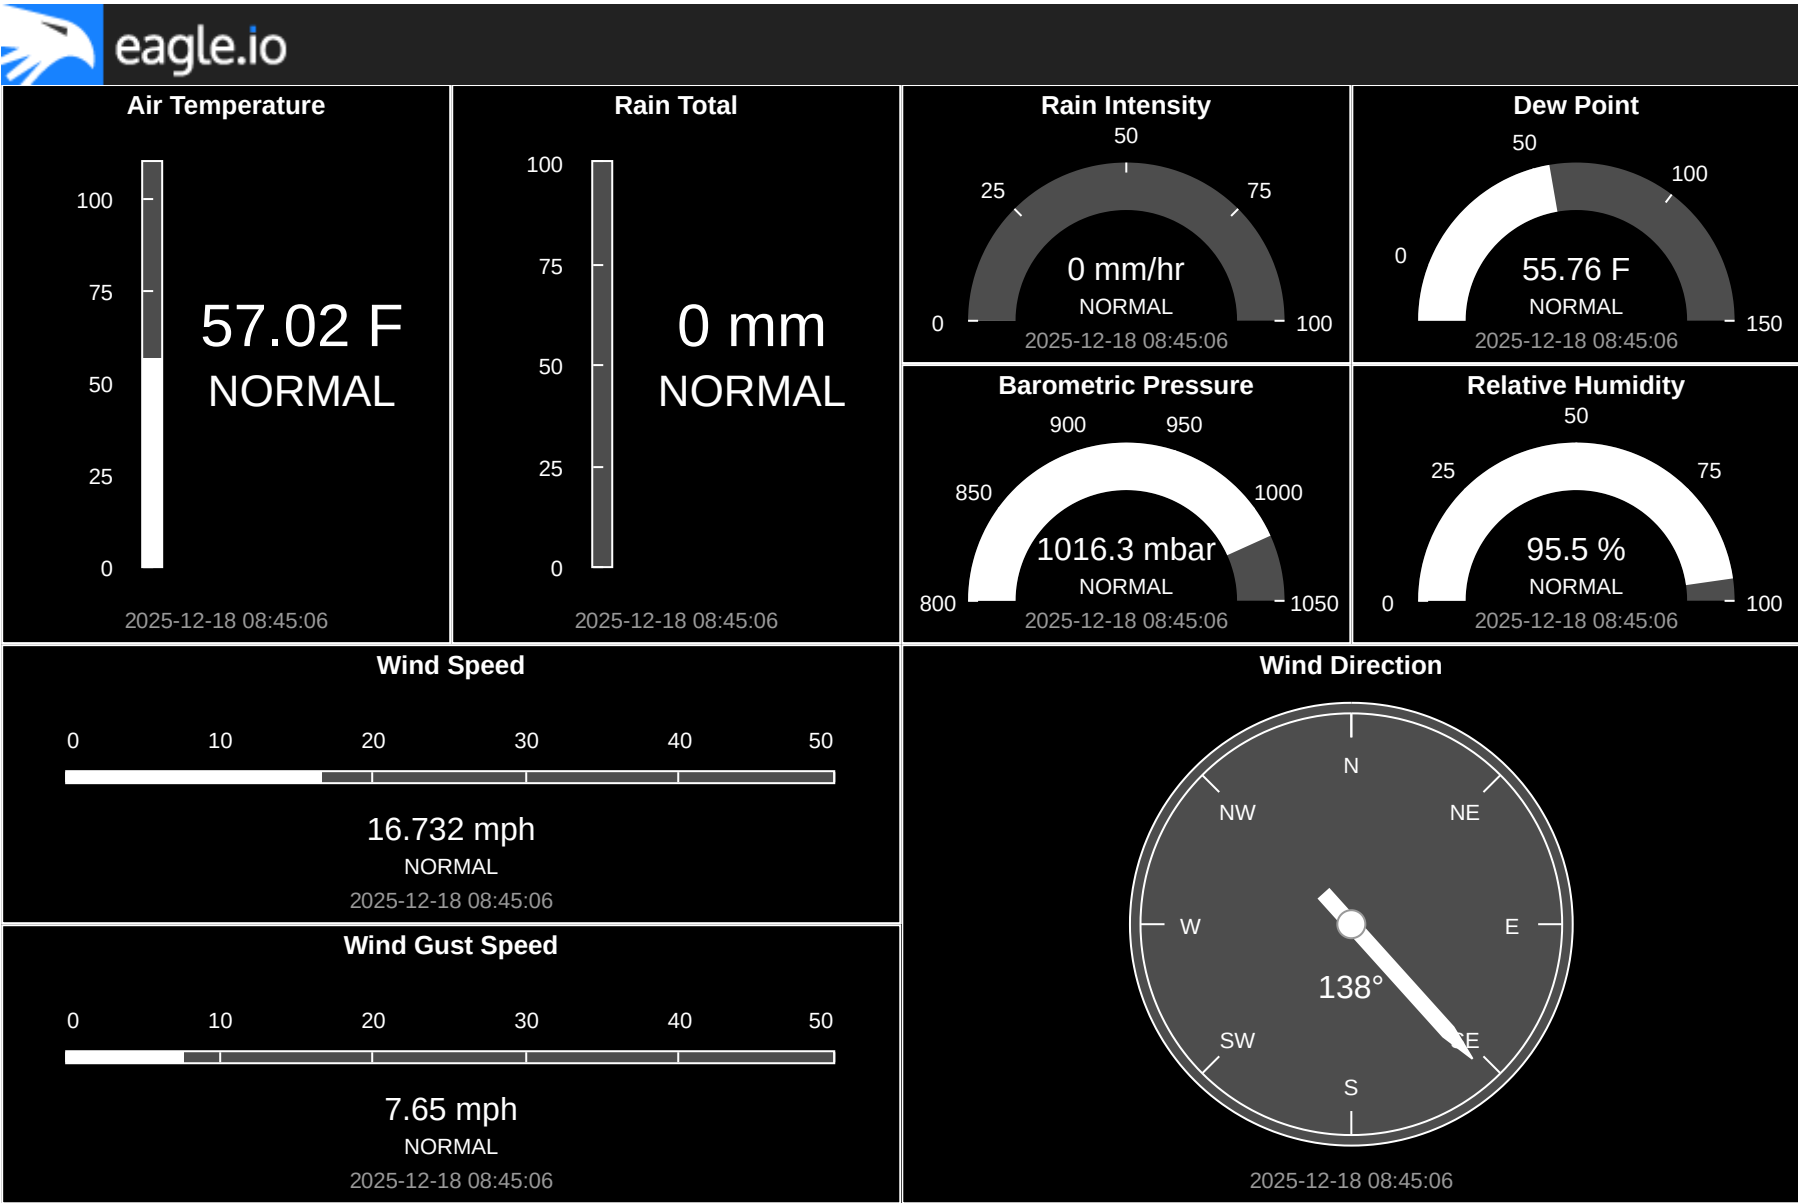 eagle.io
Air Temperature
100
75
50
25
0
57.02 F
NORMAL
2025-12-18 08:45:06
Rain Total
100
75
50
25
0
0 mm
NORMAL
2025-12-18 08:45:06
Rain Intensity
0
25
50
75
100
0 mm/hr
NORMAL
2025-12-18 08:45:06
Dew Point
0
50
100
150
55.76 F
NORMAL
2025-12-18 08:45:06
Barometric Pressure
800
850
900
950
1000
1050
1016.3 mbar
NORMAL
2025-12-18 08:45:06
Relative Humidity
0
25
50
75
100
95.5 %
NORMAL
2025-12-18 08:45:06
Wind Speed
0 10 20 30 40 50
16.732 mph
NORMAL
2025-12-18 08:45:06
Wind Gust Speed
0 10 20 30 40 50
7.65 mph
NORMAL
2025-12-18 08:45:06
Wind Direction
N
NW NE
W E
138°
SW SE
S
2025-12-18 08:45:06